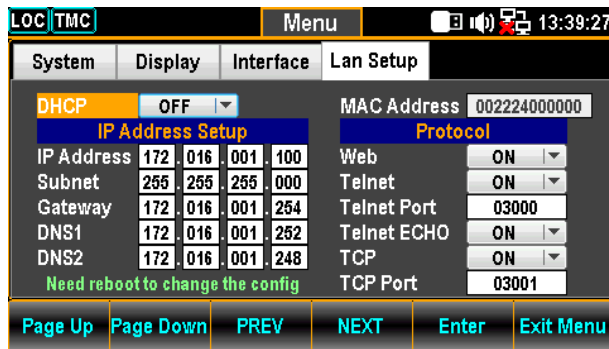 LOC TMC Menu 13:39:27
System Display Interface Lan Setup
DHCP OFF MAC Address 002224000000
IP Address Setup Protocol
IP Address 172 . 016 . 001 . 100 Web ON
Subnet 255 . 255 . 255 . 000 Telnet ON
Gateway 172 . 016 . 001 . 254 Telnet Port 03000
DNS1 172 . 016 . 001 . 252 Telnet ECHO ON
DNS2 172 . 016 . 001 . 248 TCP ON
Need reboot to change the config TCP Port 03001
Page Up Page Down PREV NEXT Enter Exit Menu